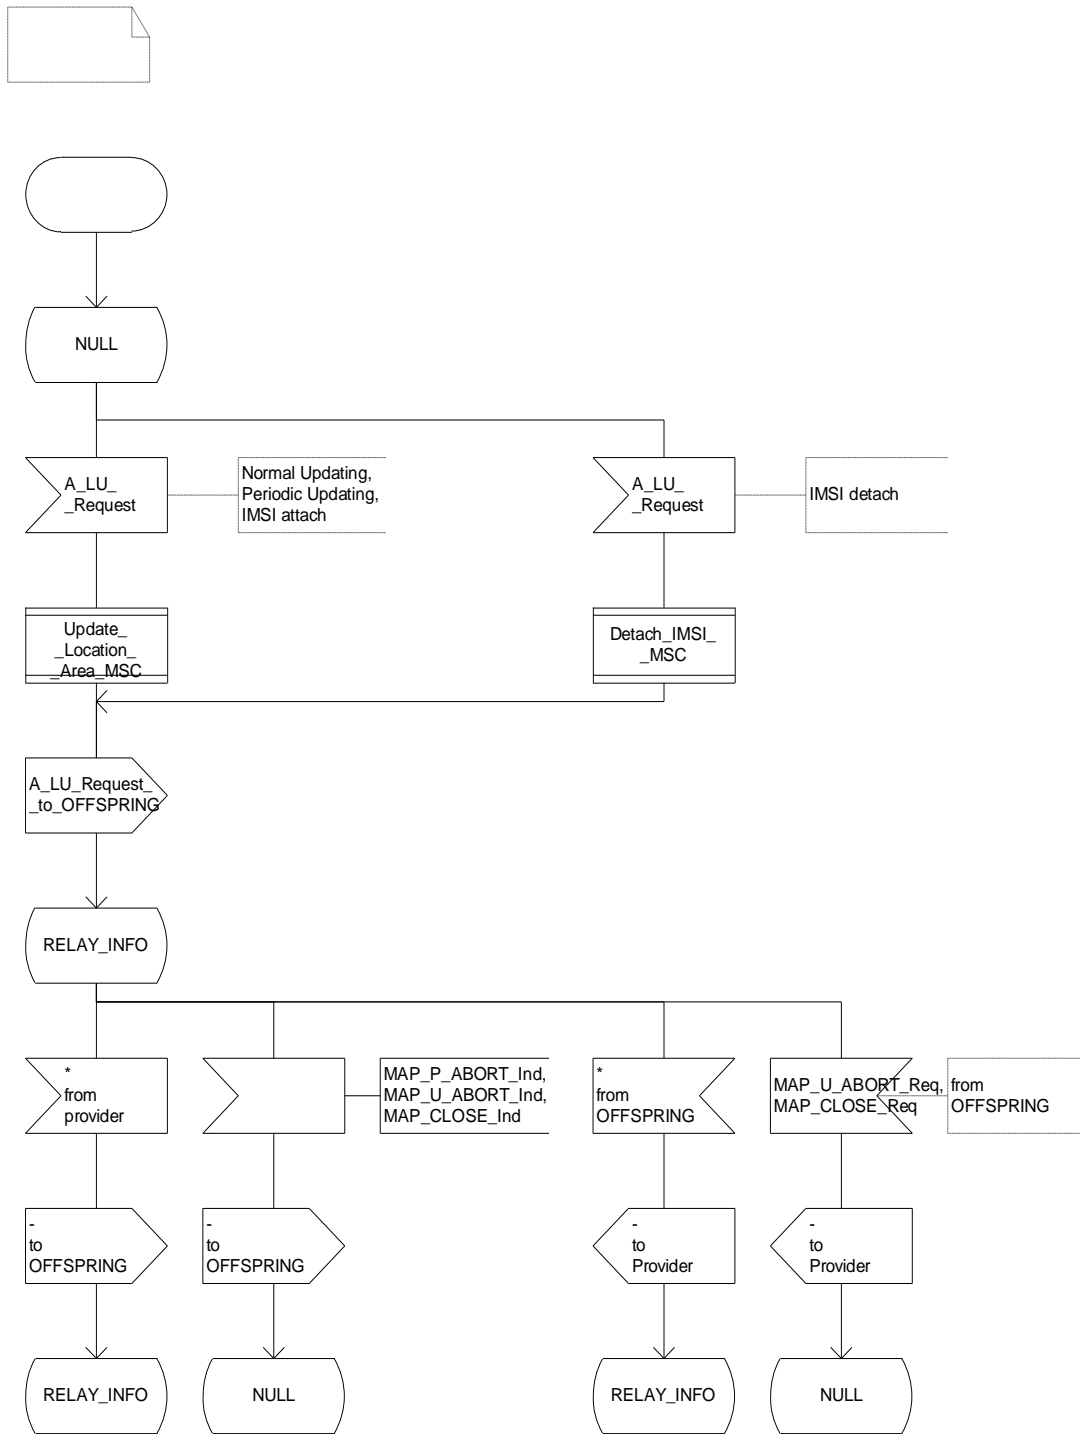 NULL
A_LU_
_Request
Normal Updating,
Periodic Updating,
IMSI attach
A_LU_
_Request
IMSI detach
Update_
_Location_
_Area_MSC
Detach_IMSI_
_MSC
A_LU_Request_
_to_OFFSPRING
RELAY_INFO
*
from
provider
MAP_P_ABORT_Ind,
MAP_U_ABORT_Ind,
MAP_CLOSE_Ind
*
from
OFFSPRING
MAP_U_ABORT_Req,
MAP_CLOSE_Req
from
OFFSPRING
-
to
OFFSPRING
-
to
OFFSPRING
-
to
Provider
-
to
Provider
RELAY_INFO
NULL
RELAY_INFO
NULL